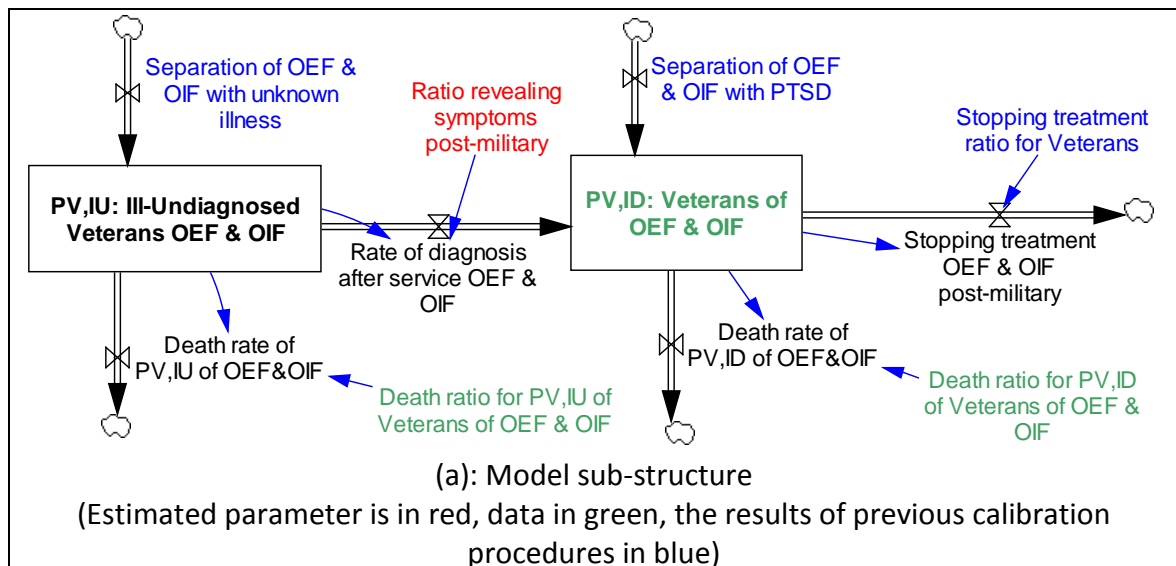 Separation of OEF &
OIF with unknown
illness
Ratio revealing
symptoms
post-military
Separation of OEF
& OIF with PTSD
Stopping treatment
ratio for Veterans
PV,IU: III-Undiagnosed
Veterans OEF & OIF
PV,ID: Veterans of
OEF & OIF
Rate of diagnosis
after service OEF &
OIF
Stopping treatment
OEF & OIF
post-military
Death rate of
PV,IU of OEF&OIF
Death rate of
PV,ID of OEF&OIF
Death ratio for PV,IU of
Veterans of OEF & OIF
Death ratio for PV,ID
of Veterans of OEF &
OIF
(a): Model sub-structure
(Estimated parameter is in red, data in green, the results of previous calibration
procedures in blue)